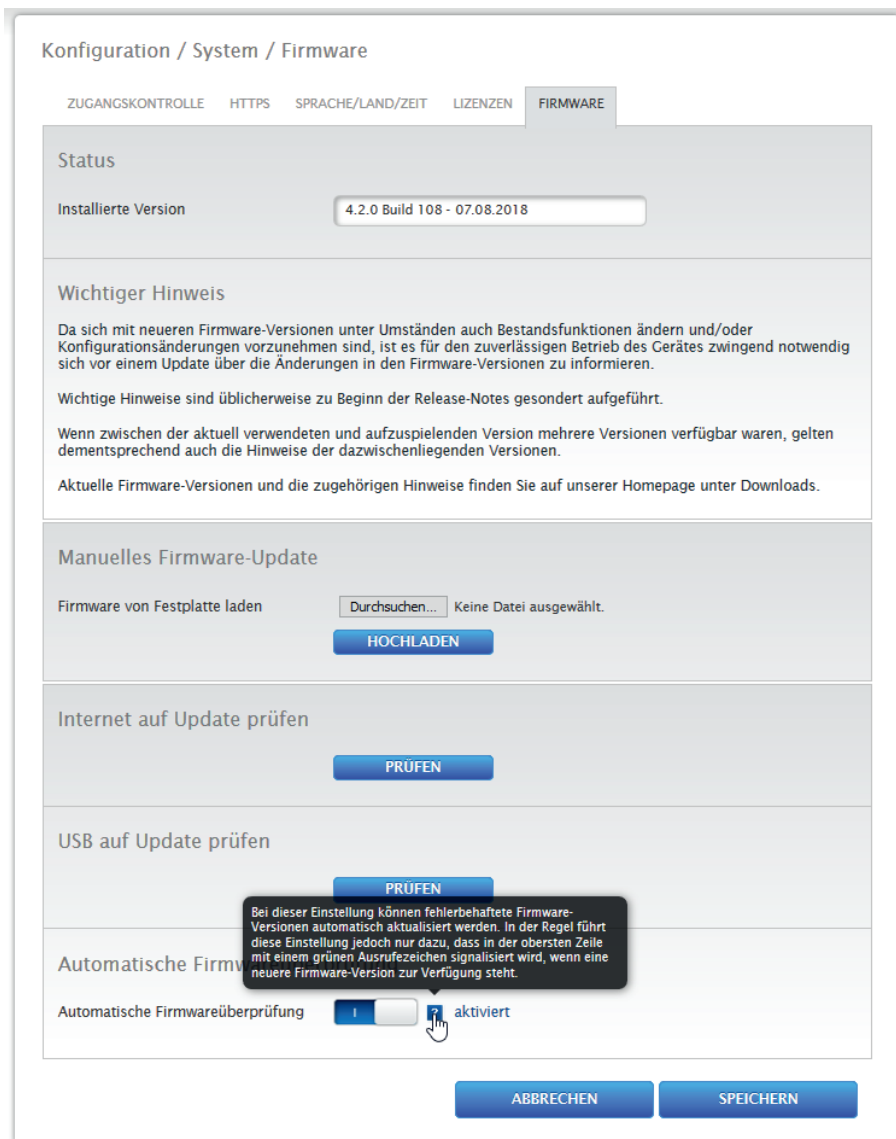 Konfiguration / System / Firmware
ZUGANGSKONTROLLE HTTPS SPRACHE/LAND/ZEIT LIZENZEN FIRMWARE
Status
Installierte Version 4.2.0 Build 108 - 07.08.2018
Wichtiger Hinweis
Da sich mit neueren Firmware-Versionen unter Umständen auch Bestandsfunktionen ändern und/oder
Konfigurationsänderungen vorzunehmen sind, ist es für den zuverlässigen Betrieb des Gerätes zwingend notwendig
sich vor einem Update über die Änderungen in den Firmware-Versionen zu informieren.
Wichtige Hinweise sind üblicherweise zu Beginn der Release-Notes gesondert aufgeführt.
Wenn zwischen der aktuell verwendeten und aufzuspielenden Version mehrere Versionen verfügbar waren, gelten
dementsprechend auch die Hinweise der dazwischenliegenden Versionen.
Aktuelle Firmware-Versionen und die zugehörigen Hinweise finden Sie auf unserer Homepage unter Downloads.
Manuelles Firmware-Update
Firmware von Festplatte laden Durchsuchen... Keine Datei ausgewählt.
HOCHLADEN
Internet auf Update prüfen
PRÜFEN
USB auf Update prüfen
PRÜFEN
Bei dieser Einstellung können fehlerbehaftete Firmware-
Versionen automatisch aktualisiert werden. In der Regel führt
diese Einstellung jedoch nur dazu, dass in der obersten Zeile
mit einem grünen Ausrufezeichen signalisiert wird, wenn eine
neuere Firmware-Version zur Verfügung steht.
Automatische
Automatische Firmwareüberprüfung I ? aktiviert
ABBRECHEN SPEICHERN